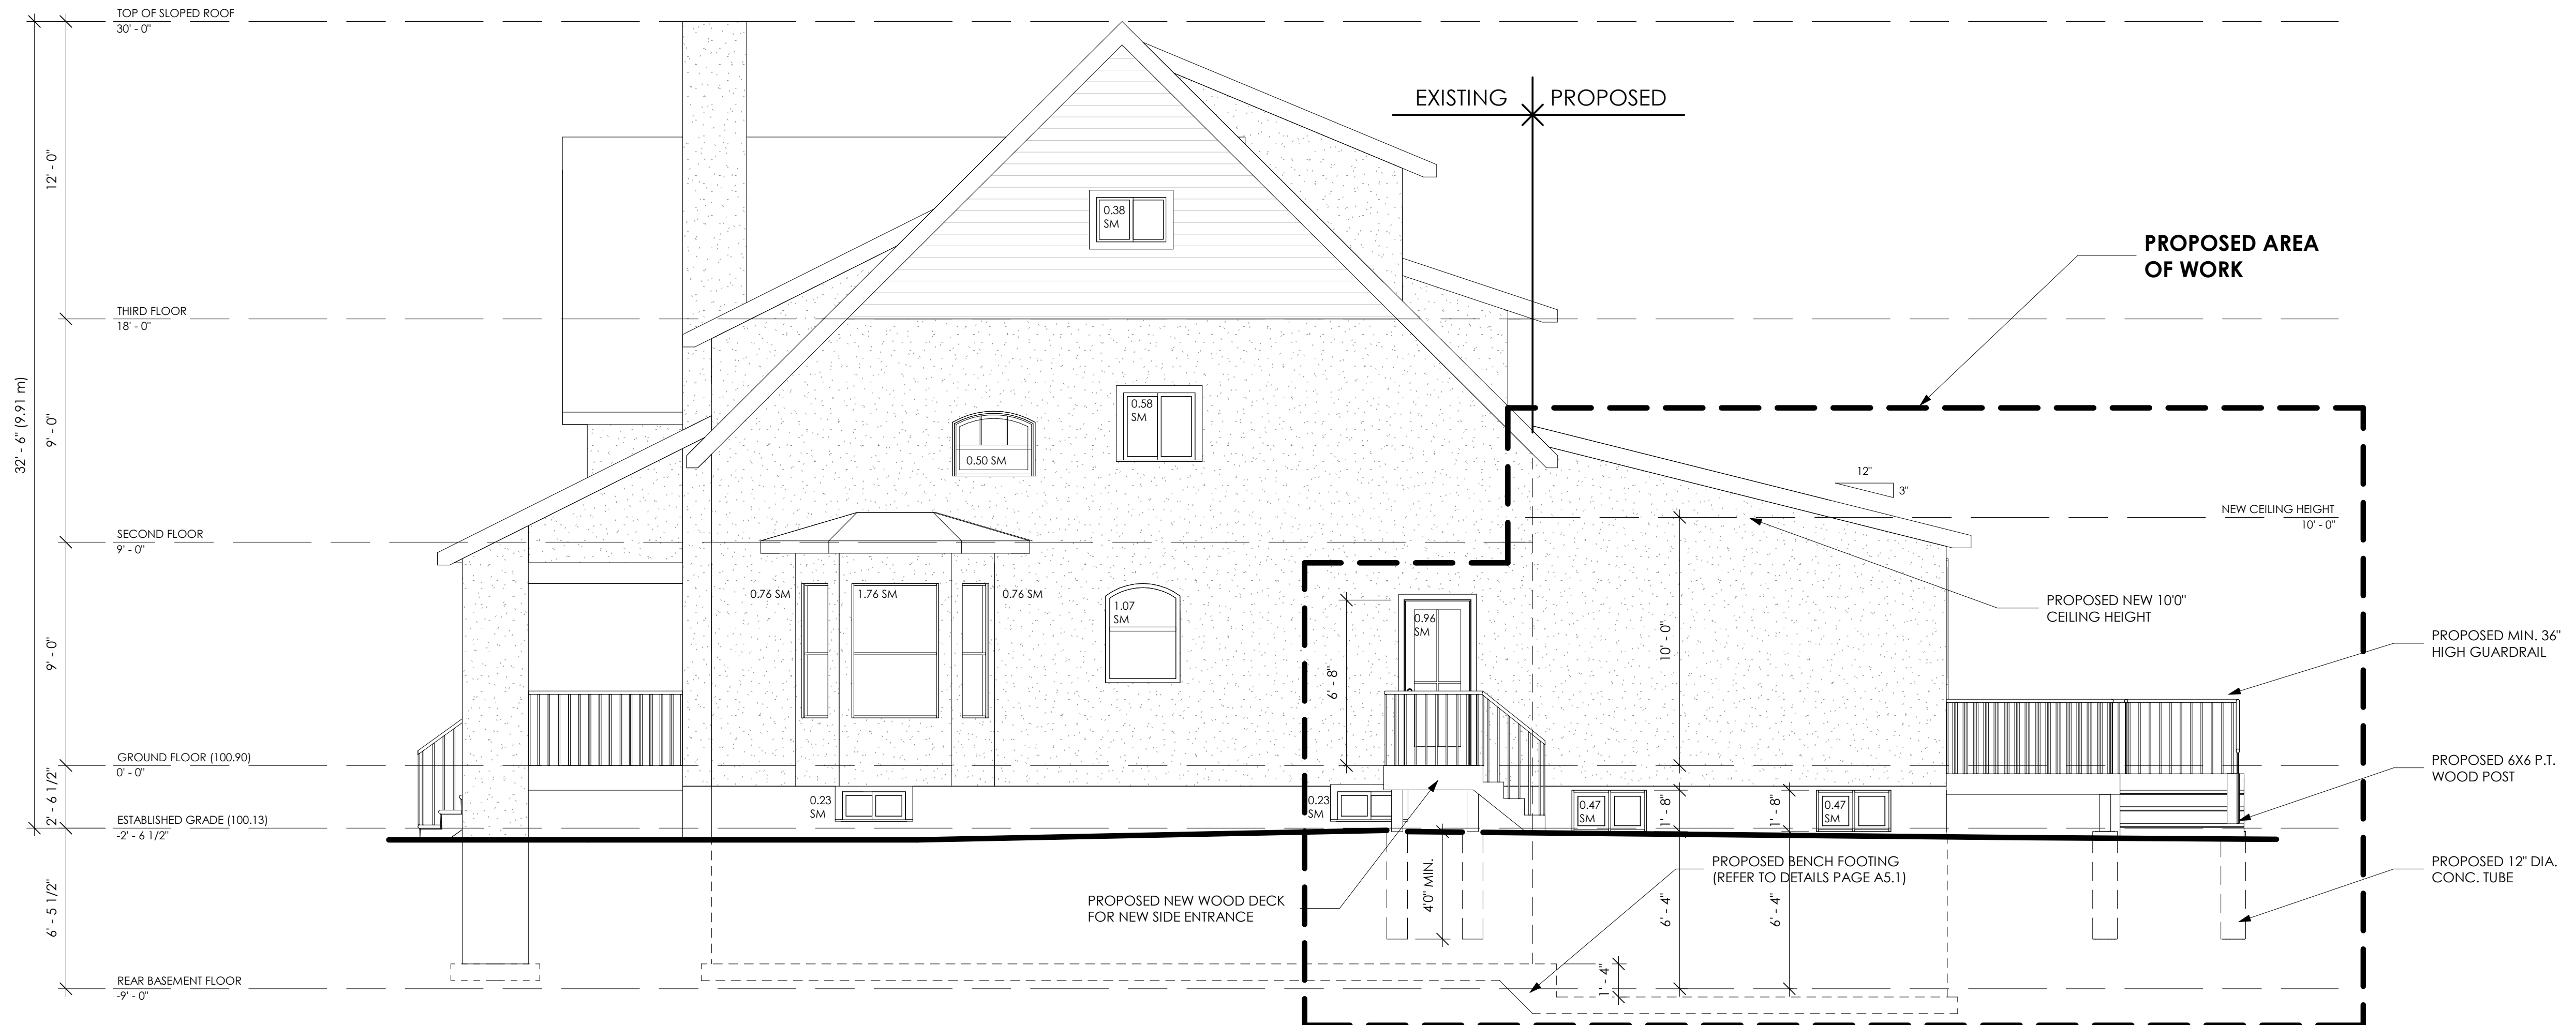 TOP OF SLOPED ROOF
30' - 0"
EXISTING
PROPOSED
12' - 0"
0.38
SM
PROPOSED AREA
OF WORK
THIRD FLOOR
18' - 0"
32' - 6" (9.91 m)
9' - 0"
0.58
SM
0.50 SM
12"
3"
NEW CEILING HEIGHT
10' - 0"
SECOND FLOOR
9' - 0"
0.76 SM
1.76 SM
0.76 SM
1.07
SM
0.96
SM
PROPOSED NEW 10'0"
CEILING HEIGHT
9' - 0"
6' - 8"
10' - 0"
PROPOSED MIN. 36"
HIGH GUARDRAIL
GROUND FLOOR (100.90)
0' - 0"
PROPOSED 6X6 P.T.
WOOD POST
2' - 6 1/2"
0.23
SM
0.23
SM
0.47
SM
1' - 8"
1' - 8"
0.47
SM
ESTABLISHED GRADE (100.13)
-2' - 6 1/2"
PROPOSED BENCH FOOTING
(REFER TO DETAILS PAGE A5.1)
PROPOSED 12" DIA.
CONC. TUBE
6' - 5 1/2"
PROPOSED NEW WOOD DECK
FOR NEW SIDE ENTRANCE
4'0" MIN.
6' - 4"
6' - 4"
REAR BASEMENT FLOOR
-9' - 0"
1' - 4"